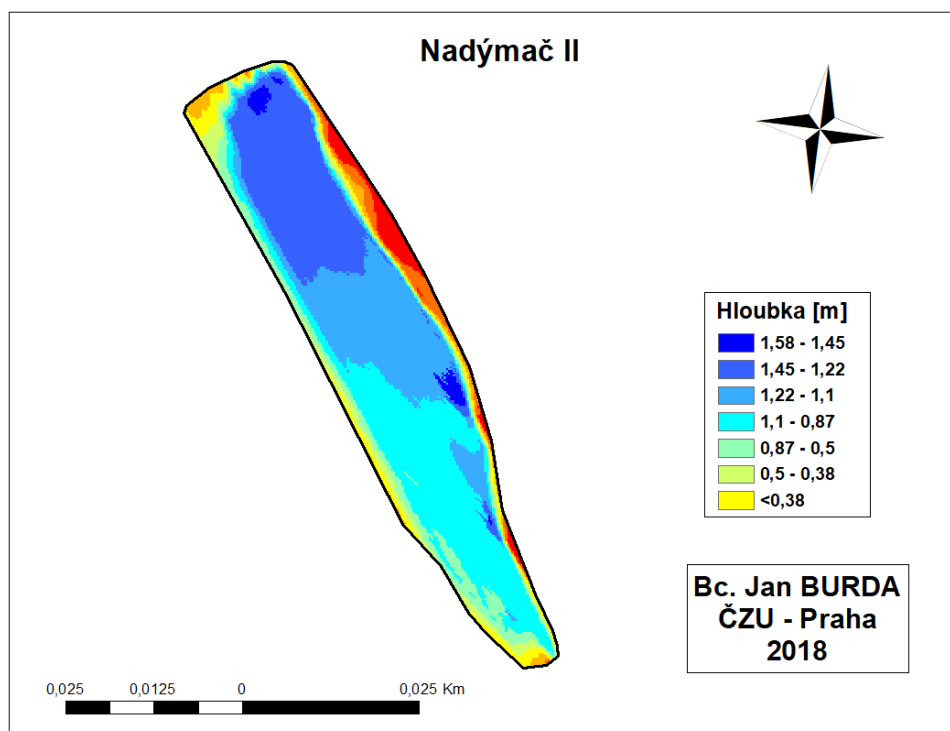 Nadýmač II
Hloubka [m]
1,58 - 1,45
1,45 - 1,22
1,22 - 1,1
1,1 - 0,87
0,87 - 0,5
0,5 - 0,38
<0,38
Bc. Jan BURDA
ČZU - Praha
2018
0,025 0,0125 0 0,025 Km